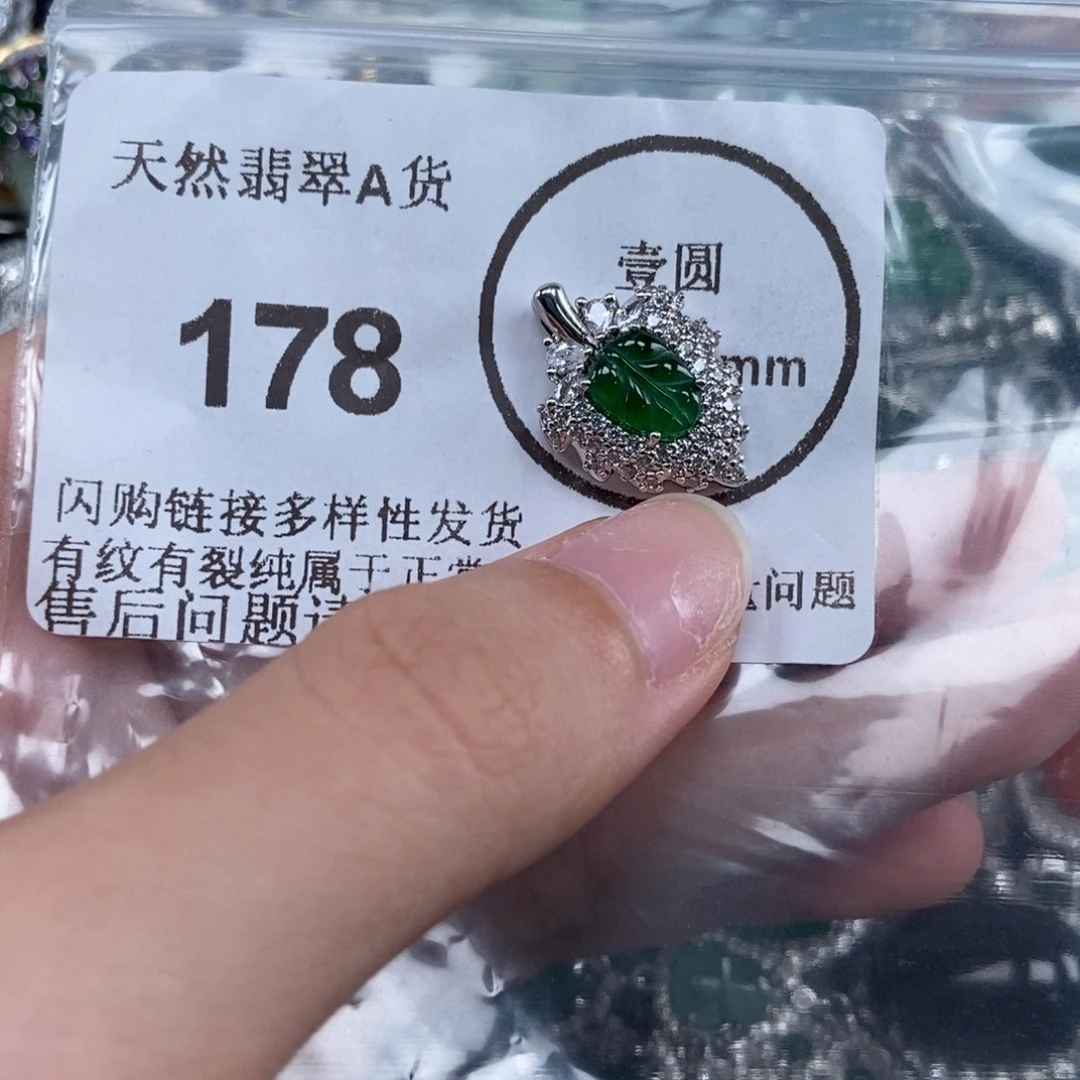 天然翡翠A货
壹圆
178
mm
闪购链接多样性发货
有纹有裂纯属于正常
问题
售后问题请